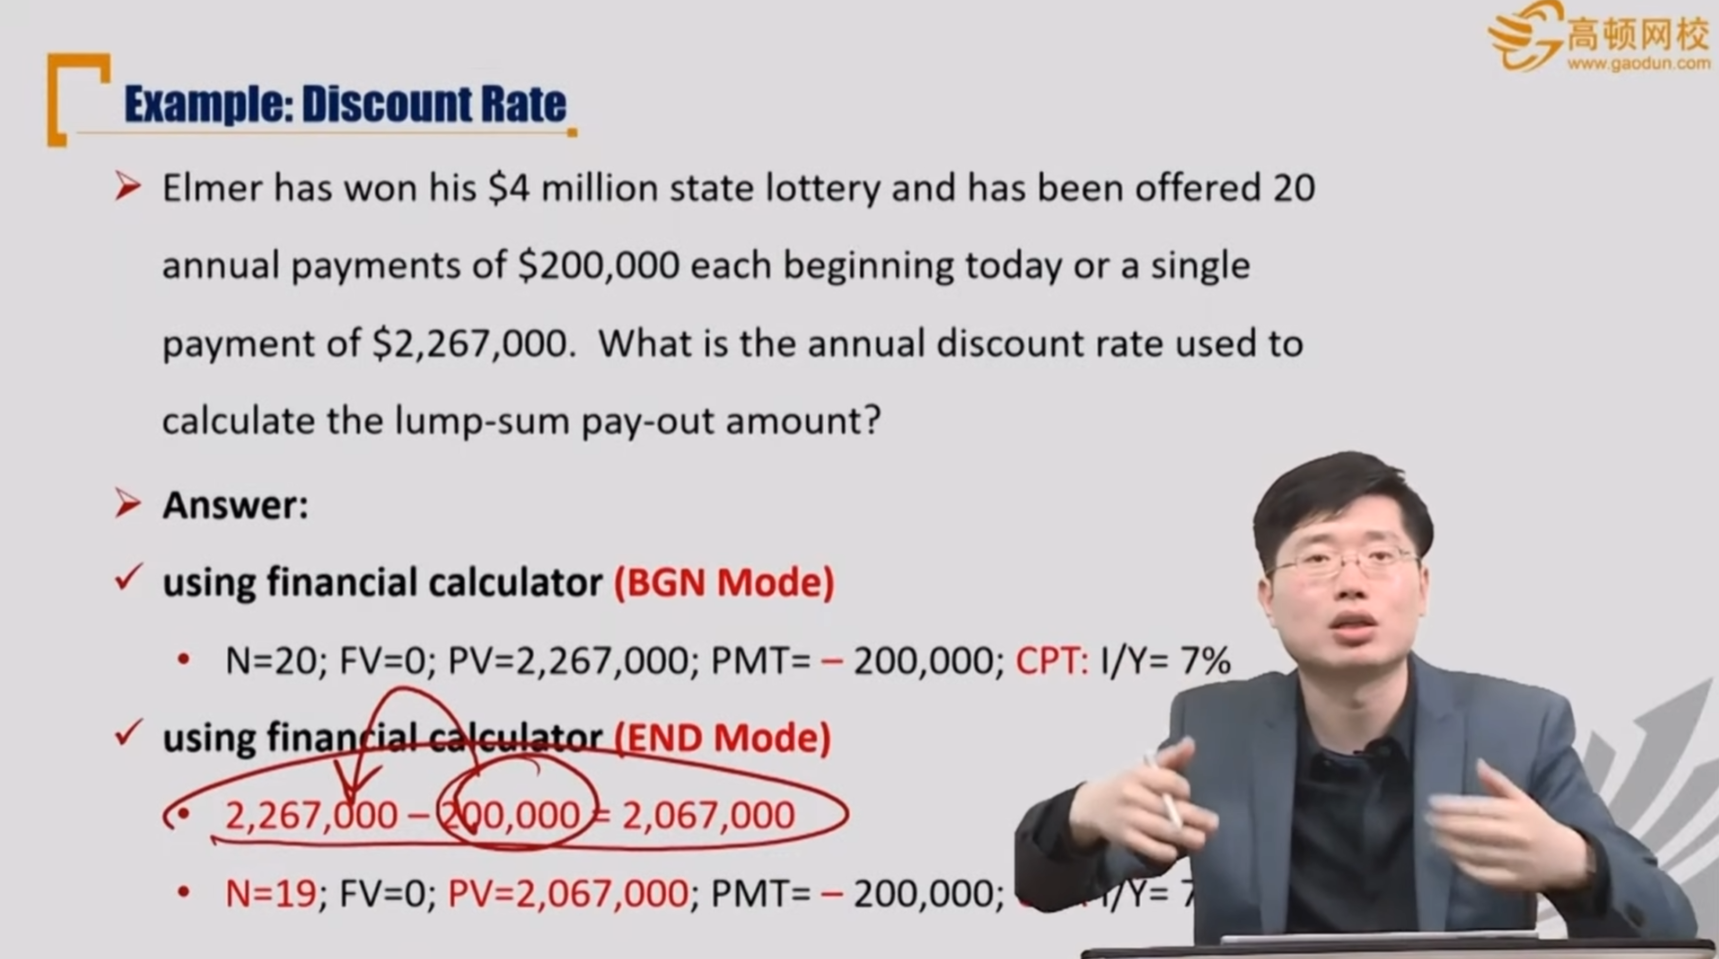 高顿网校
www.gaodun.com
Example: Discount Rate
Elmer has won his $4 million state lottery and has been offered 20
annual payments of $200,000 each beginning today or a single
payment of $2,267,000. What is the annual discount rate used to
calculate the lump-sum pay-out amount?
Answer:
using financial calculator (BGN Mode)
N=20; FV=0; PV=2,267,000; PMT= – 200,000; CPT: I/Y= 7%
using financial calculator (END Mode)
2,267,000 – 200,000 = 2,067,000
N=19; FV=0; PV=2,067,000; PMT= – 200,000; I/Y= 7